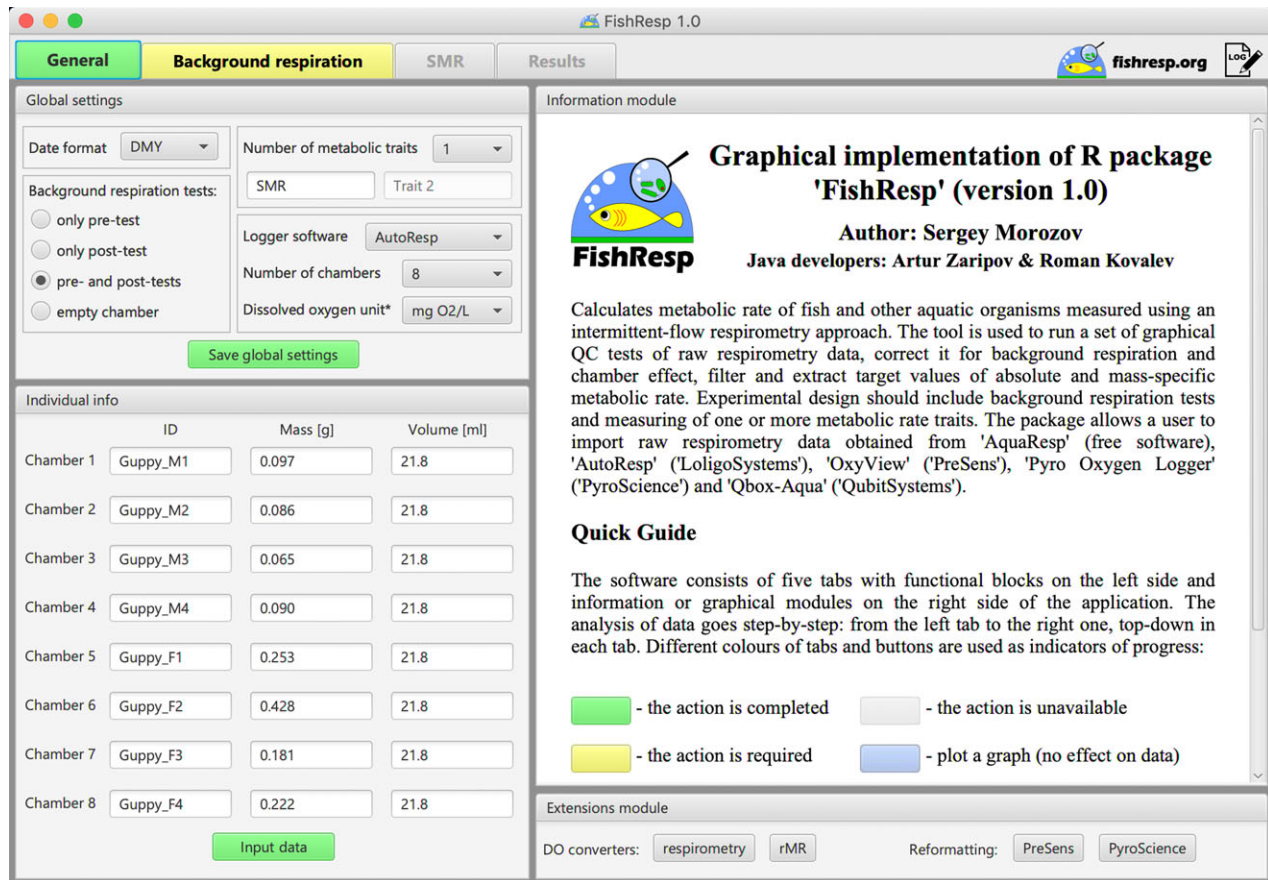 FishResp 1.0
General
Background respiration
SMR
Results
fishresp.org
LOG
Global settings
Date format DMY
Number of metabolic traits 1
SMR Trait 2
Background respiration tests:
only pre-test
only post-test
pre- and post-tests
empty chamber
Logger software AutoResp
Number of chambers 8
Dissolved oxygen unit* mg O2/L
Save global settings
Individual info
ID Mass [g] Volume [ml]
Chamber 1 Guppy_M1 0.097 21.8
Chamber 2 Guppy_M2 0.086 21.8
Chamber 3 Guppy_M3 0.065 21.8
Chamber 4 Guppy_M4 0.090 21.8
Chamber 5 Guppy_F1 0.253 21.8
Chamber 6 Guppy_F2 0.428 21.8
Chamber 7 Guppy_F3 0.181 21.8
Chamber 8 Guppy_F4 0.222 21.8
Input data
Information module
FishResp
Graphical implementation of R package
'FishResp' (version 1.0)
Author: Sergey Morozov
Java developers: Artur Zaripov & Roman Kovalev
Calculates metabolic rate of fish and other aquatic organisms measured using an
intermittent-flow respirometry approach. The tool is used to run a set of graphical
QC tests of raw respirometry data, correct it for background respiration and
chamber effect, filter and extract target values of absolute and mass-specific
metabolic rate. Experimental design should include background respiration tests
and measuring of one or more metabolic rate traits. The package allows a user to
import raw respirometry data obtained from 'AquaResp' (free software),
'AutoResp' ('LoligoSystems'), 'OxyView' ('PreSens'), 'Pyro Oxygen Logger'
('PyroScience') and 'Qbox-Aqua' ('QubitSystems').
Quick Guide
The software consists of five tabs with functional blocks on the left side and
information or graphical modules on the right side of the application. The
analysis of data goes step-by-step: from the left tab to the right one, top-down in
each tab. Different colours of tabs and buttons are used as indicators of progress:
- the action is completed - the action is unavailable
- the action is required - plot a graph (no effect on data)
Extensions module
DO converters: respirometry rMR Reformatting: PreSens PyroScience